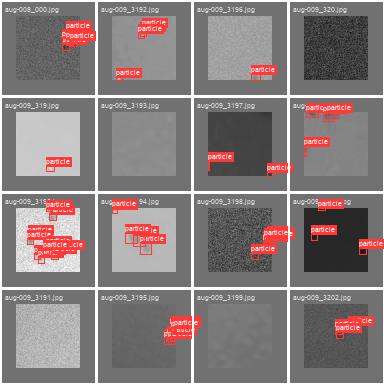 aug-008_000.jpg
particle
particle
aug-009_3192.jpg
particle
particle
particle
aug-009_3196.jpg
particle
aug-009_320.jpg
aug-009_319.jpg
particle
aug-009_3193.jpg
aug-009_3197.jpg
particle
particle
particle
particle
particle
particle
particle
particle
94.jpg
particle
particle
particle
aug-009_3198.jpg
particle
particle
particle
particle
particle
aug-009_3191.jpg
aug-009_3195.jpg
particle
particle
aug-009_3199.jpg
aug-009_3202.jpg
particle
particle